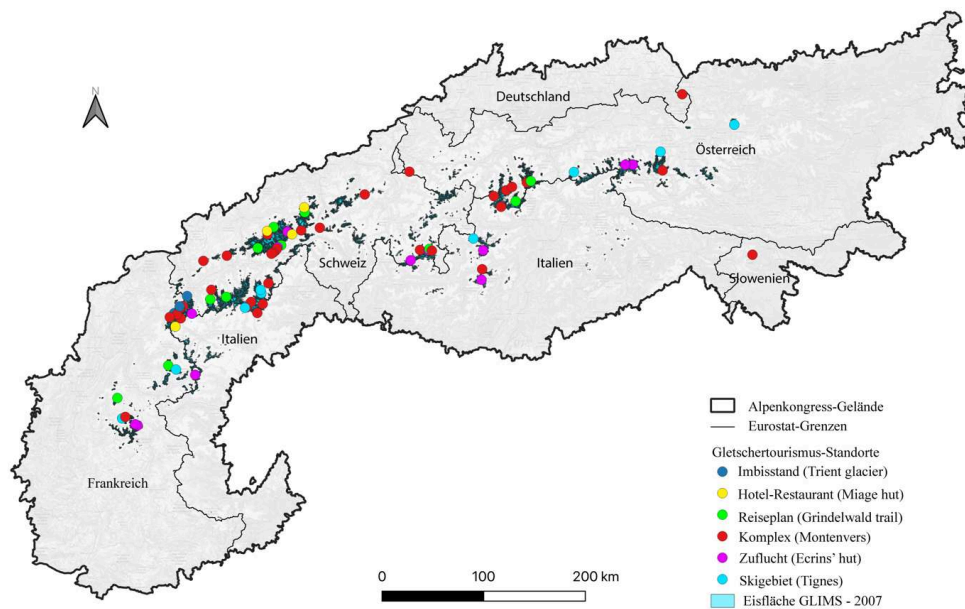 N
Deutschland
Österreich
Schweiz
Italien
Slowenien
Italien
Frankreich
Alpenkongress-Gelände
Eurostat-Grenzen
Gletschertourismus-Standorte
Imbisstand (Trient glacier)
Hotel-Restaurant (Miage hut)
Reiseplan (Grindelwald trail)
Komplex (Montenvers)
Zuflucht (Ecrins' hut)
Skigebiet (Tignes)
Eisfläche GLIMS - 2007
0 100 200 km